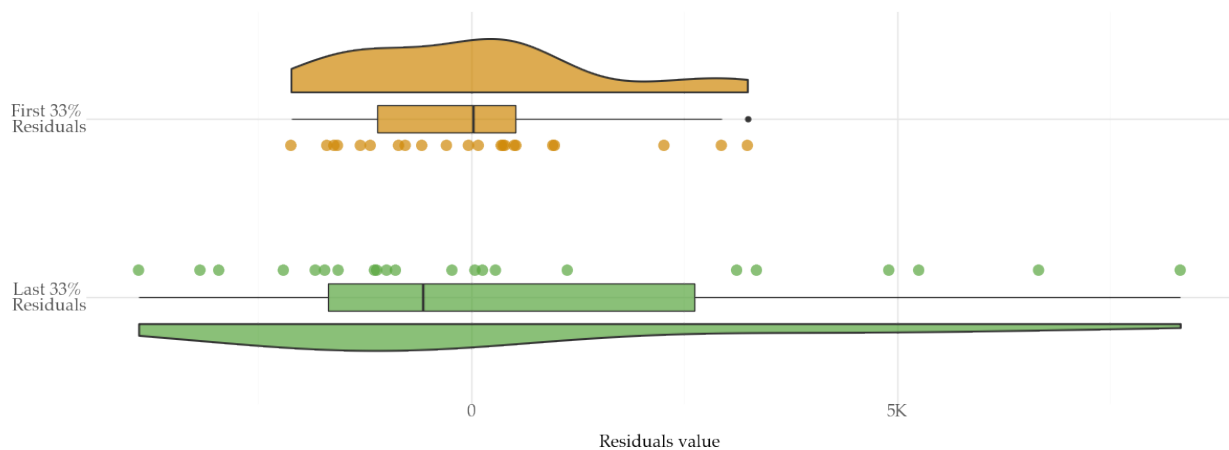 First 33%
Residuals
Last 33%
Residuals
0
5K
Residuals value